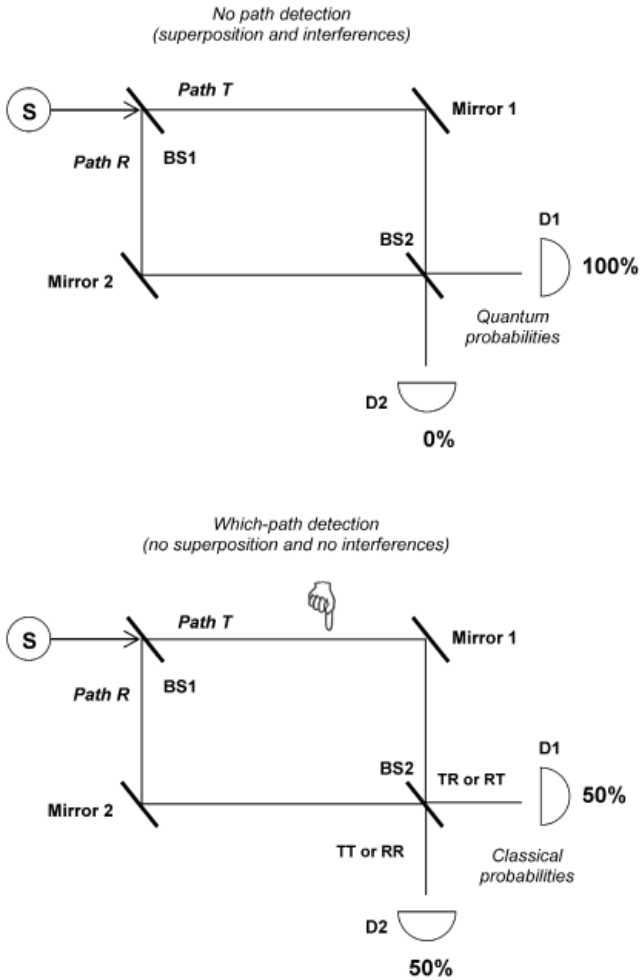 No path detection
(superposition and interferences)
Path T
S
Mirror 1
Path R
BS1
D1
BS2
100%
Mirror 2
Quantum
probabilities
D2
0%
Which-path detection
(no superposition and no interferences)
Path T
S
Mirror 1
Path R
BS1
D1
BS2
TR or RT
50%
Mirror 2
TT or RR
Classical
probabilities
D2
50%